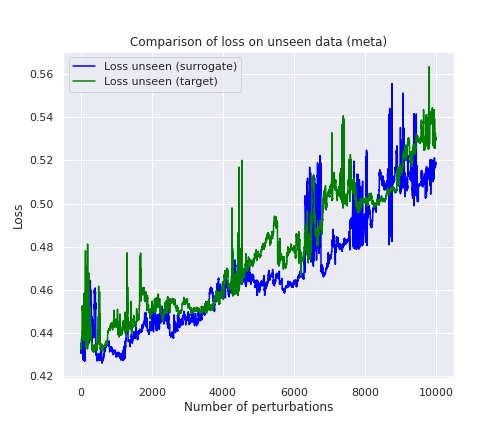 Comparison of loss on unseen data (meta)
Loss unseen (surrogate)
Loss unseen (target)
0.56
0.54
0.52
0.50
0.48
0.46
0.44
0.42
Loss
0 2000 4000 6000 8000 10000
Number of perturbations